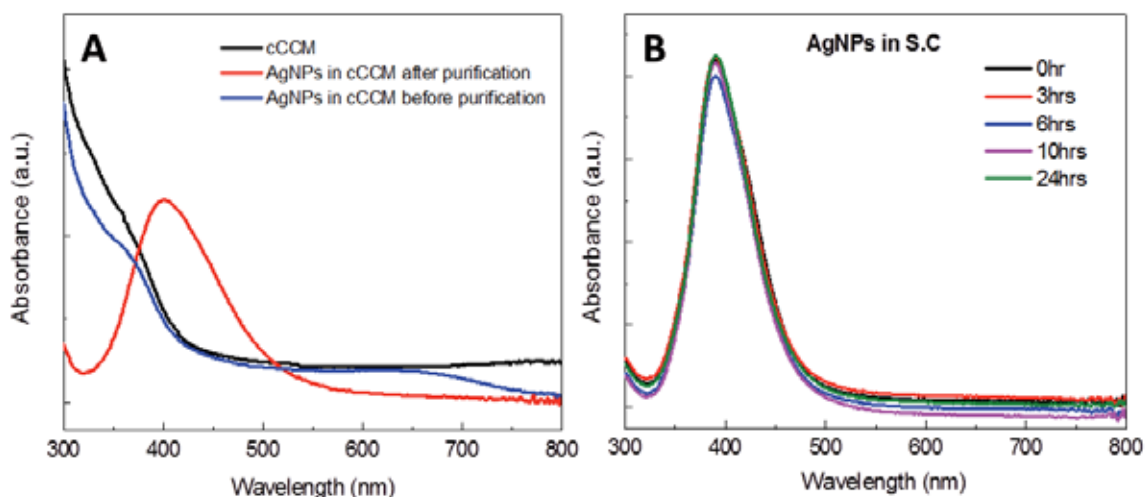 A
cCCM
AgNPs in cCCM after purification
AgNPs in cCCM before purification
Absorbance (a.u.)
300 400 500 600 700 800
Wavelength (nm)
B
AgNPs in S.C
0hr
3hrs
6hrs
10hrs
24hrs
Absorbance (a.u.)
300 400 500 600 700 800
Wavelength (nm)